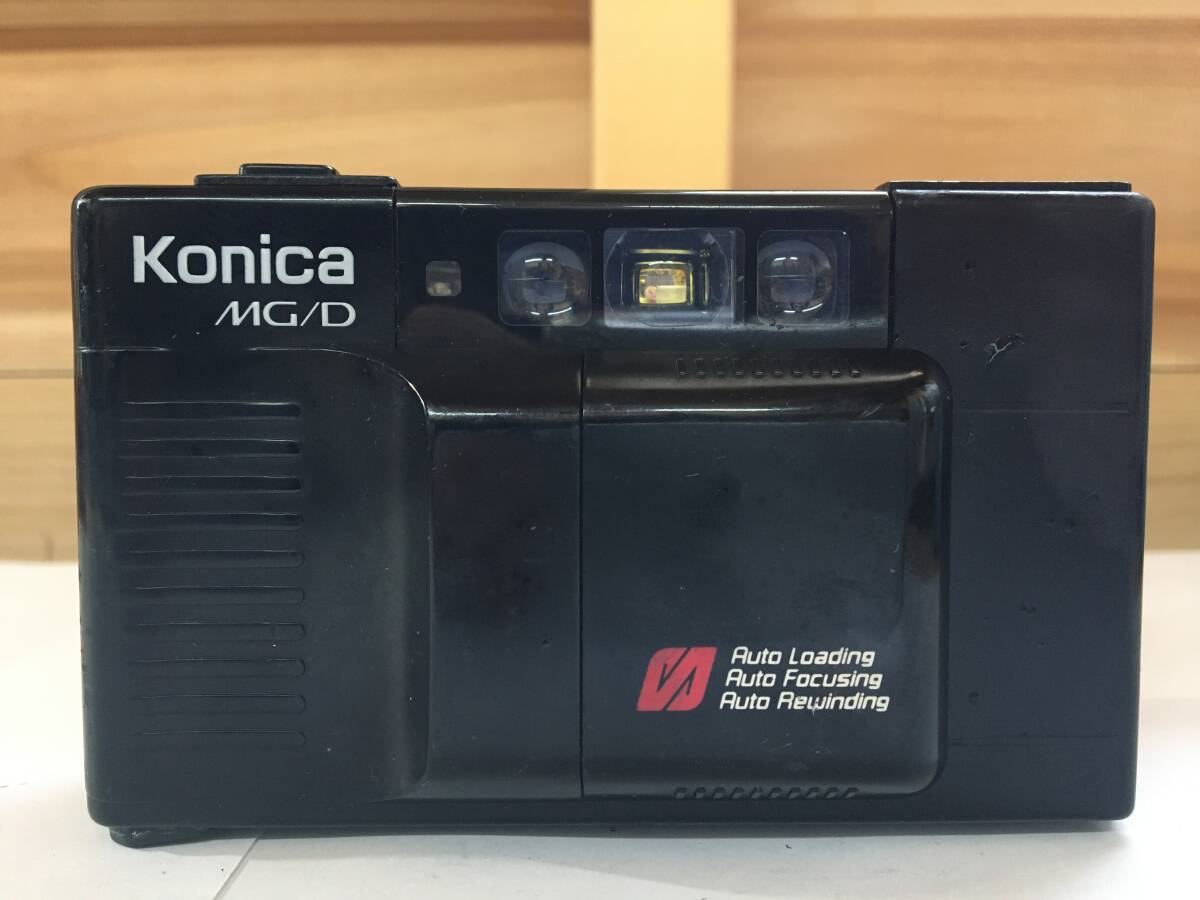 Konica
MG/D
Auto Loading
Auto Focusing
Auto Rewinding